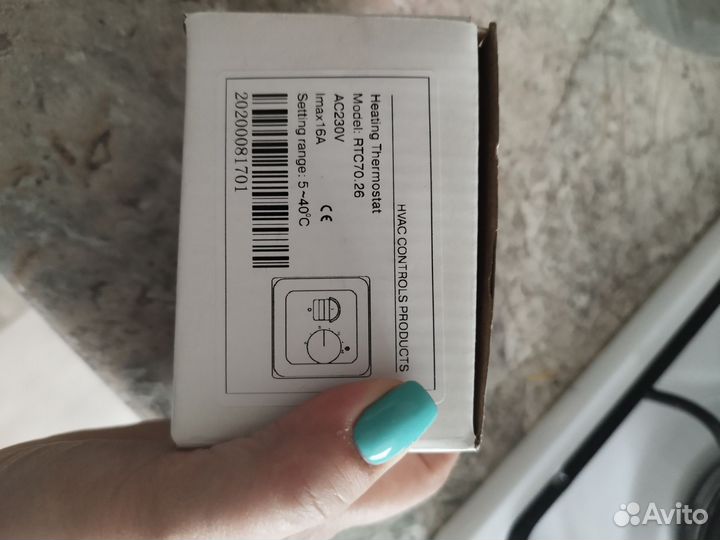 HVAC CONTROLS PRODUCTS
Heating Thermostat
Model: RTC70.26
AC230V
Imax16A
Setting range: 5~40°C
CE
20200081701
Avito